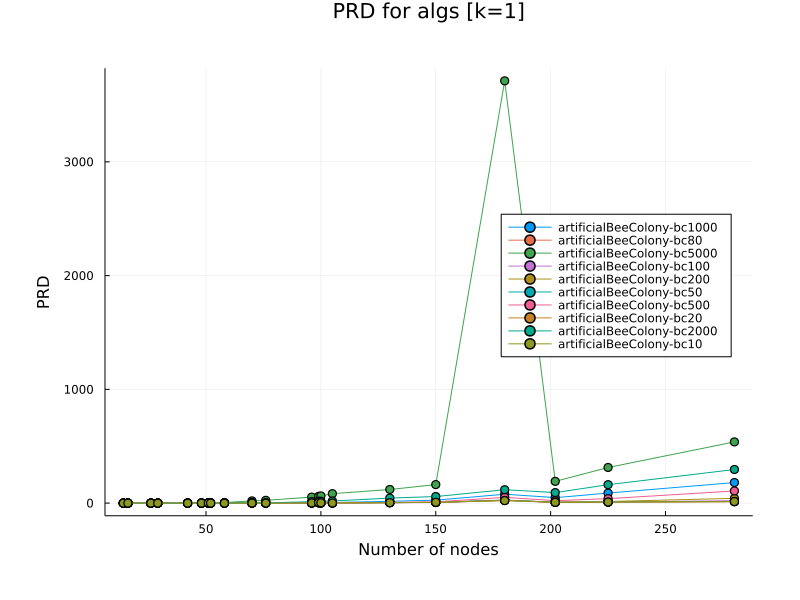 PRD for algs [k=1]
PRD
3000
2000
1000
0
artificialBeeColony-bc1000
artificialBeeColony-bc80
artificialBeeColony-bc5000
artificialBeeColony-bc100
artificialBeeColony-bc200
artificialBeeColony-bc50
artificialBeeColony-bc500
artificialBeeColony-bc20
artificialBeeColony-bc2000
artificialBeeColony-bc10
50
100
150
200
250
Number of nodes